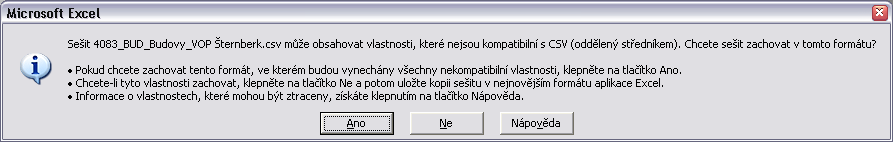 Microsoft Excel
Sešit 4083_BUD_Budovy_VOP Šternberk.csv může obsahovat vlastnosti, které nejsou kompatibilní s CSV (oddělený středníkem). Chcete sešit zachovat v tomto formátu?
• Pokud chcete zachovat tento formát, ve kterém budou vynechány všechny nekompatibilní vlastnosti, klepněte na tlačítko Ano.
• Chcete-li tyto vlastnosti zachovat, klepněte na tlačítko Ne a potom uložte kopii sešitu v nejnovějším formátu aplikace Excel.
• Informace o vlastnostech, které mohou být ztraceny, získáte klepnutím na tlačítko Nápověda.
Ano Ne Nápověda